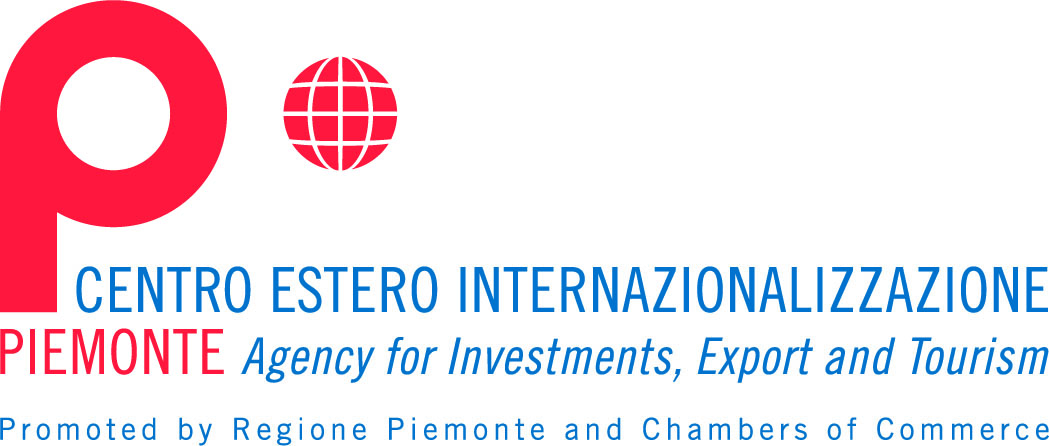 P
CENTRO ESTERO INTERNAZIONALIZZAZIONE
PIEMONTE Agency for Investments, Export and Tourism
Promoted by Regione Piemonte and Chambers of Commerce